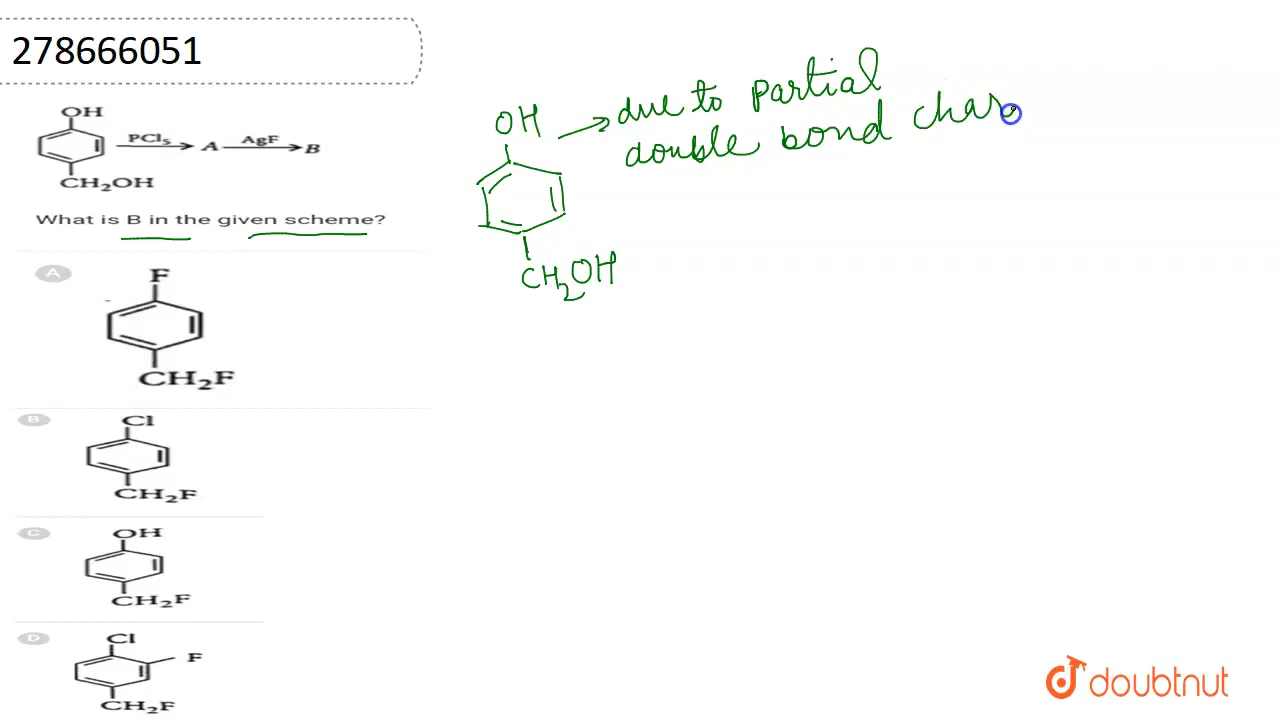 278666051
OH
PCl5 A AgF B
CH2OH
What is B in the given scheme?
A
F
CH2F
B
Cl
CH2F
C
OH
CH2F
D
Cl
F
CH2F
OH → due to Partial
double bond char
CH2OH
doubtnut